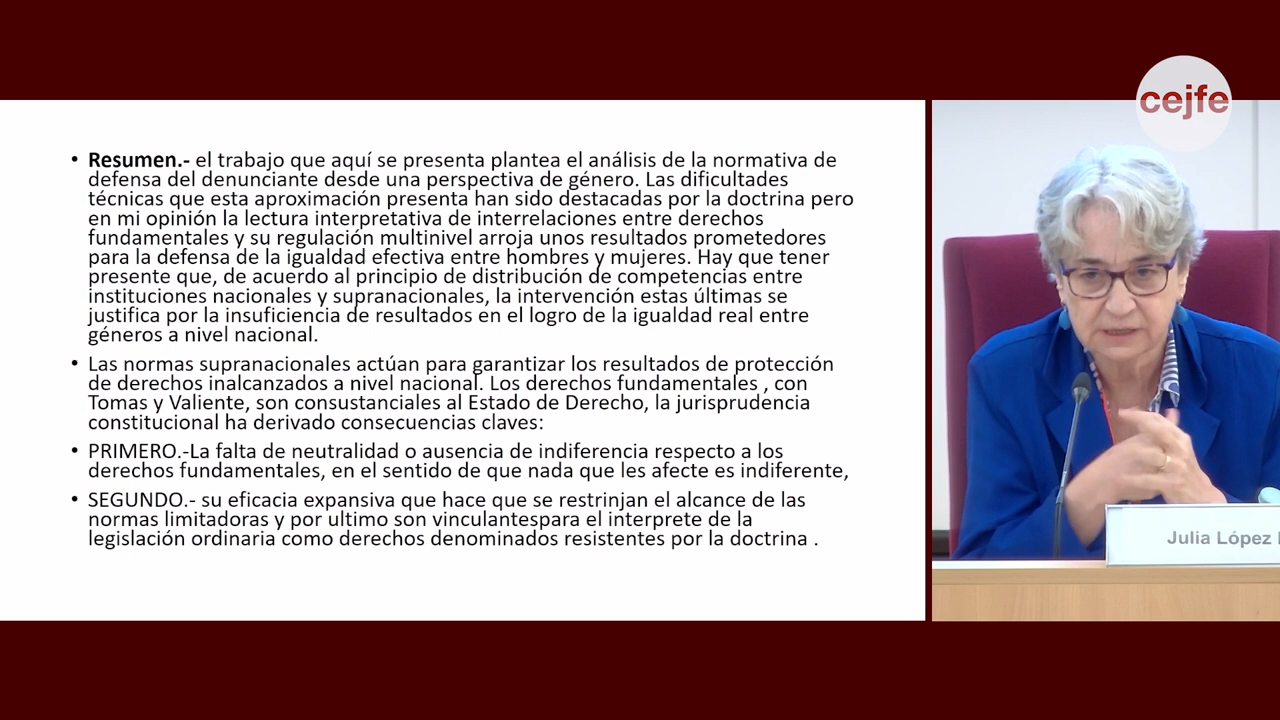 cejfe
• Resumen.- el trabajo que aquí se presenta plantea el análisis de la normativa de
defensa del denunciante desde una perspectiva de género. Las dificultades
técnicas que esta aproximación presenta han sido destacadas por la doctrina pero
en mi opinión la lectura interpretativa de interrelaciones entre derechos
fundamentales y su regulación multinivel arroja unos resultados prometedores
para la defensa de la igualdad efectiva entre hombres y mujeres. Hay que tener
presente que, de acuerdo al principio de distribución de competencias entre
instituciones nacionales y supranacionales, la intervención estas últimas se
justifica por la insuficiencia de resultados en el logro de la igualdad real entre
géneros a nivel nacional.
• Las normas supranacionales actúan para garantizar los resultados de protección
de derechos inalcanzados a nivel nacional. Los derechos fundamentales , con
Tomas y Valiente, son consustanciales al Estado de Derecho, la jurisprudencia
constitucional ha derivado consecuencias claves:
• PRIMERO.-La falta de neutralidad o ausencia de indiferencia respecto a los
derechos fundamentales, en el sentido de que nada que les afecte es indiferente,
• SEGUNDO.- su eficacia expansiva que hace que se restrinjan el alcance de las
normas limitadoras y por ultimo son vinculantespara el interprete de la
legislación ordinaria como derechos denominados resistentes por la doctrina .
Julia López